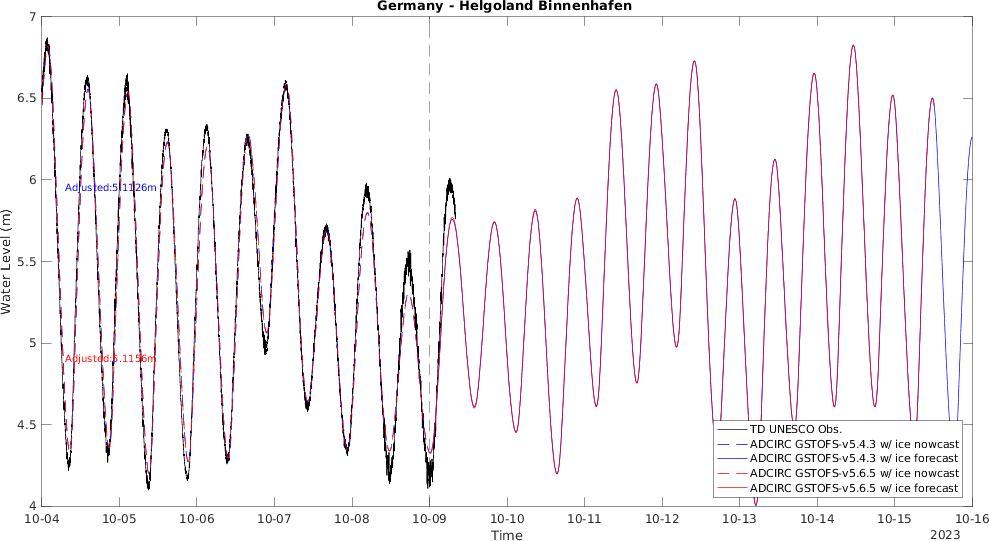 Germany - Helgoland Binnenhafen
7
6.5
6
5.5
5
4.5
4
Water Level (m)
Adjusted:5.1126m
Adjusted:5.1156m
TD UNESCO Obs.
ADCIRC GSTOFS-v5.4.3 w/ ice nowcast
ADCIRC GSTOFS-v5.4.3 w/ ice forecast
ADCIRC GSTOFS-v5.6.5 w/ ice nowcast
ADCIRC GSTOFS-v5.6.5 w/ ice forecast
10-04 10-05 10-06 10-07 10-08 10-09 10-10 10-11 10-12 10-13 10-14 10-15 10-16
Time
2023